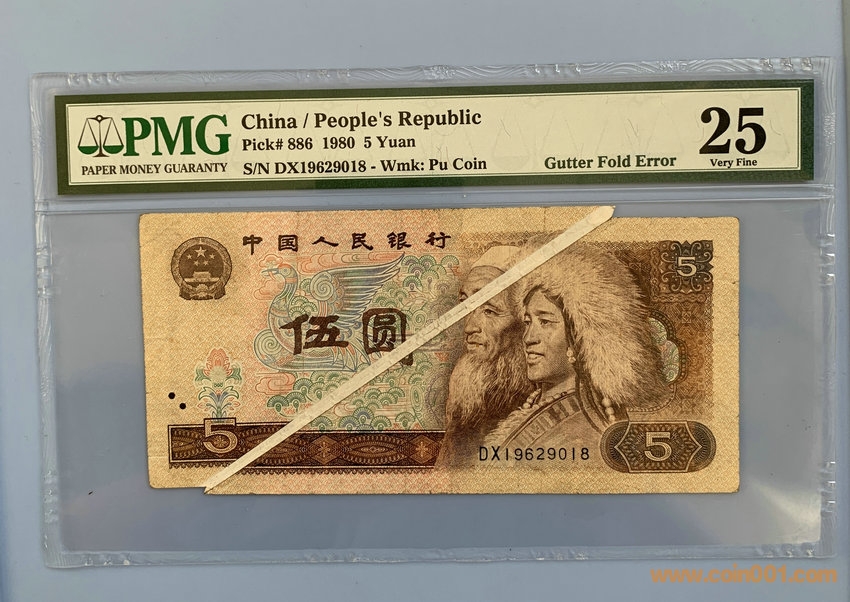 PMG
PAPER MONEY GUARANTY
China / People's Republic
Pick# 886 1980 5 Yuan
S/N DX19629018 - Wmk: Pu Coin
Gutter Fold Error
25
Very Fine
中国人民银行
5
伍圆
5
DX19629018
5
www.coin001.com